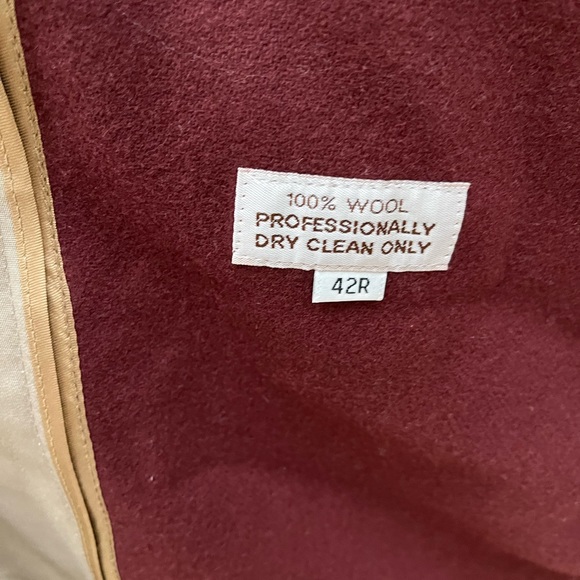 100% WOOL
PROFESSIONALLY
DRY CLEAN ONLY
42R